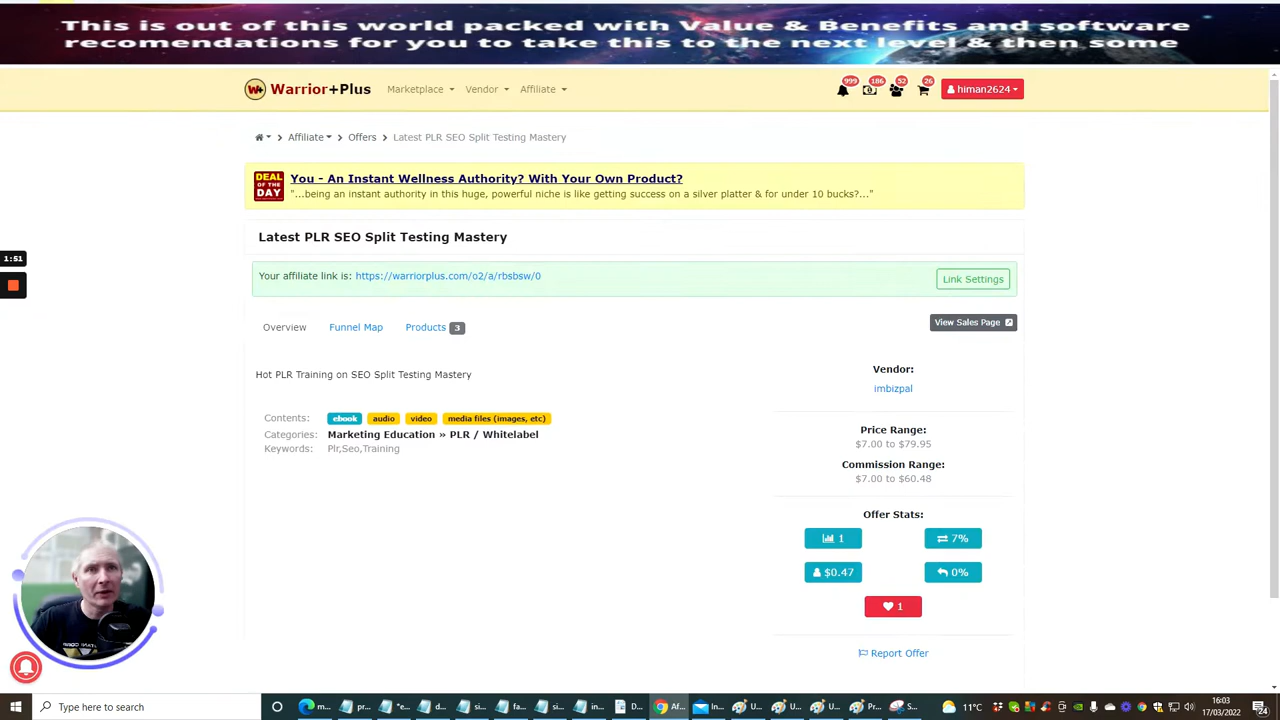 This is out of this world packed with Value & Benefits and software
recomendations for you to take this to the next level & then some
Warrior+Plus
Marketplace
Vendor
Affiliate
999
186
52
26
himan2624
Affiliate
Offers
Latest PLR SEO Split Testing Mastery
DEAL OF THE DAY
You - An Instant Wellness Authority? With Your Own Product?
"...being an instant authority in this huge, powerful niche is like getting success on a silver platter & for under 10 bucks?..."
Latest PLR SEO Split Testing Mastery
1:51
Your affiliate link is: https://warriorplus.com/o2/a/rbsbsw/0
Link Settings
Overview
Funnel Map
Products 3
View Sales Page
Hot PLR Training on SEO Split Testing Mastery
Vendor:
imbizpal
Contents: ebook audio video media files (images, etc)
Categories: Marketing Education » PLR / Whitelabel
Keywords: Plr,Seo,Training
Price Range:
$7.00 to $79.95
Commission Range:
$7.00 to $60.48
Offer Stats:
1
7%
$0.47
0%
1
Report Offer
Type here to search
m...
pr...
"e...
d...
si...
fa...
si...
in...
D...
Af...
In...
U...
U...
U...
Pr...
S...
11°C
16:03
17/03/2022